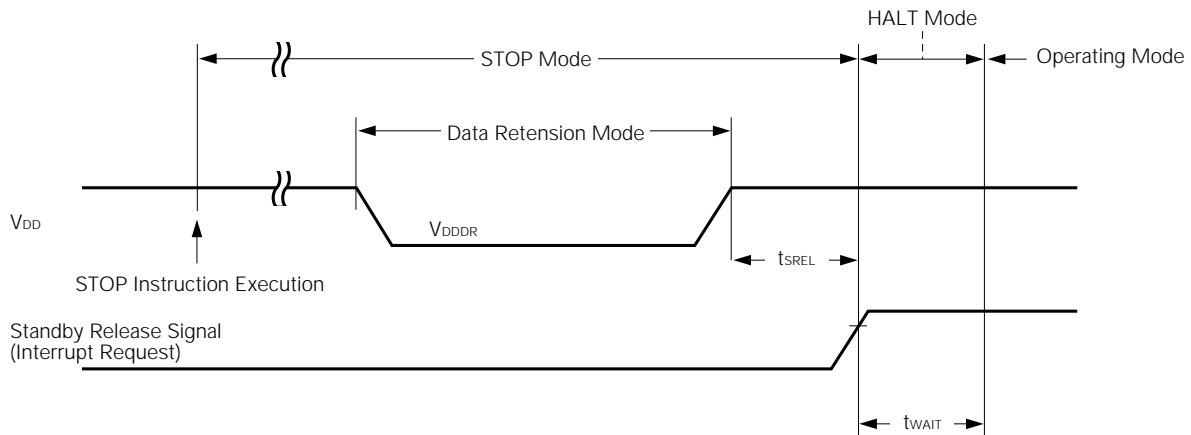 HALT Mode
STOP Mode
Operating Mode
Data Retension Mode
VDD
VDDDR
tSREL
STOP Instruction Execution
Standby Release Signal
(Interrupt Request)
tWAIT